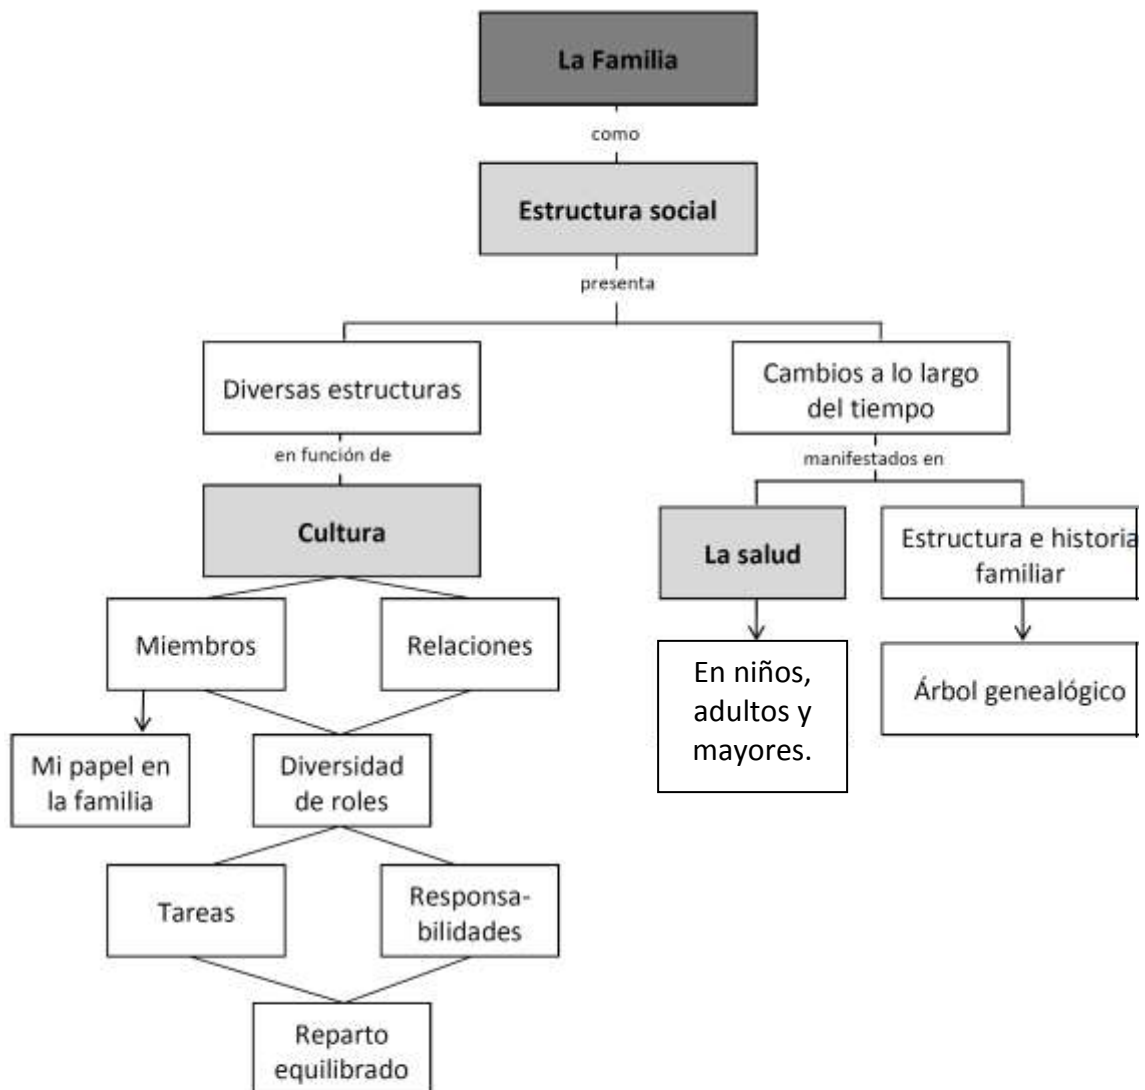 La Familia
como
Estructura social
presenta
Diversas estructuras
Cambios a lo largo
del tiempo
en función de
manifestados en
Cultura
La salud
Estructura e historia
familiar
Miembros
Relaciones
En niños,
adultos y
mayores.
Árbol genealógico
Mi papel en
la familia
Diversidad
de roles
Tareas
Responsa-
bilidades
Reparto
equilibrado